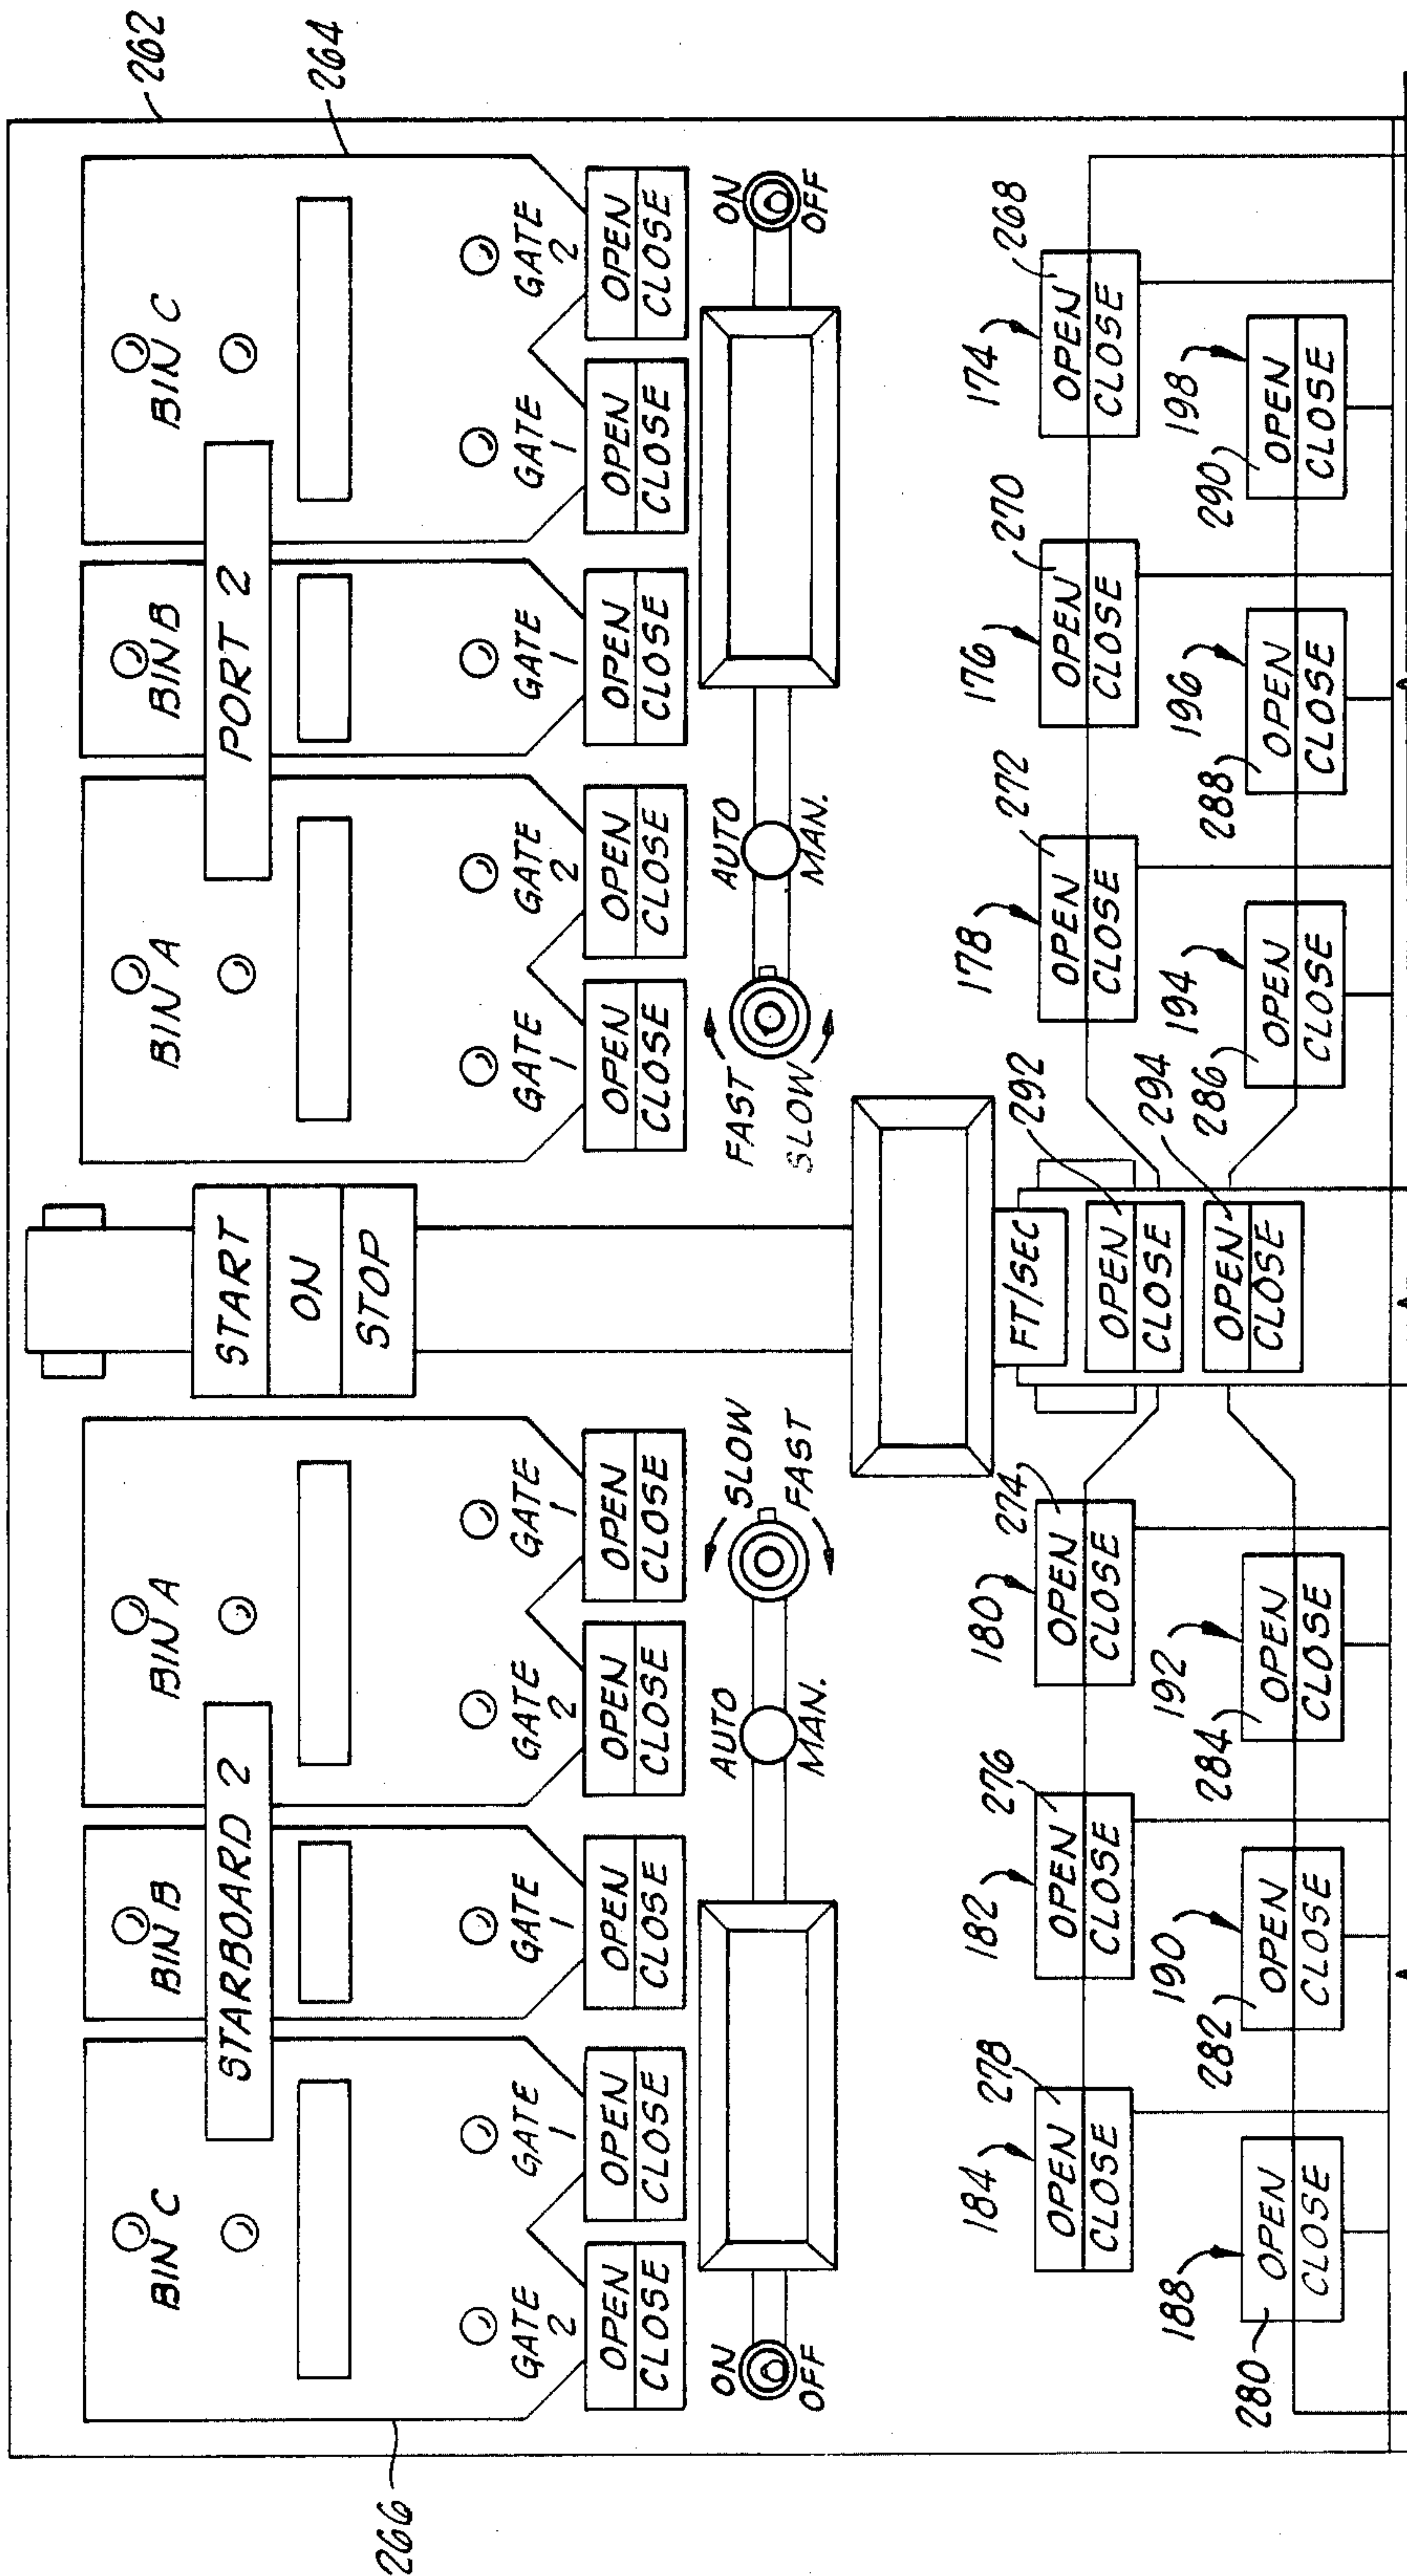 262
BIN C BIN B BIN A BIN A BIN B BIN C
STARBOARD 2
START
ON
STOP
PORT 2
264
266
GATE 2 GATE 1 GATE 1 GATE 2 GATE 1 GATE 1 GATE 2 GATE 1 GATE 1 GATE 2
OPEN OPEN OPEN OPEN OPEN OPEN OPEN OPEN OPEN OPEN
CLOSE CLOSE CLOSE CLOSE CLOSE CLOSE CLOSE CLOSE CLOSE CLOSE
ON AUTO SLOW FAST AUTO ON
OFF MAN. FAST SLOW MAN. OFF
184 278 182 276 180 274 FT/SEC 292 178 272 176 270 174 268
OPEN OPEN OPEN OPEN OPEN OPEN OPEN
CLOSE CLOSE CLOSE CLOSE CLOSE CLOSE CLOSE
188 190 192 294 194 196 198
280 282 284 286 288 290
OPEN OPEN OPEN OPEN OPEN OPEN OPEN
CLOSE CLOSE CLOSE CLOSE CLOSE CLOSE CLOSE